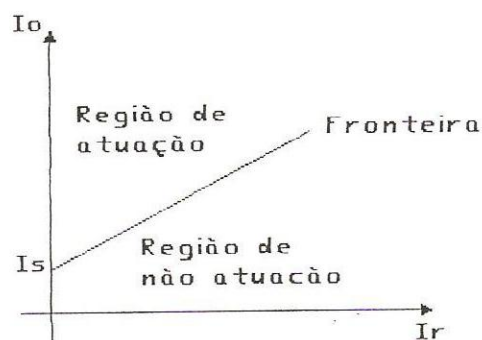 Io
Região de
atuação
Fronteira
Região de
Is
não atuacão
Ir